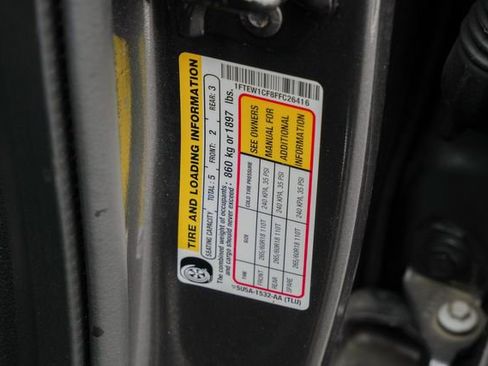 TIRE AND LOADING INFORMATION
SEATING CAPACITY TOTAL: 5 FRONT: 2 REAR: 3
The combined weight of occupants
and cargo should never exceed - 860 kg or 1897 lbs.
1FTEW1CF8FFC26416
TIRE SIZE COLD TIRE PRESSURE SEE OWNERS
FRONT 265/60R18 110T 240 KPA, 35 PSI MANUAL FOR
REAR 265/60R18 110T 240 KPA, 35 PSI ADDITIONAL
SPARE 265/60R18 110T 240 KPA, 35 PSI INFORMATION
5U5A-1532-AA (TLU)